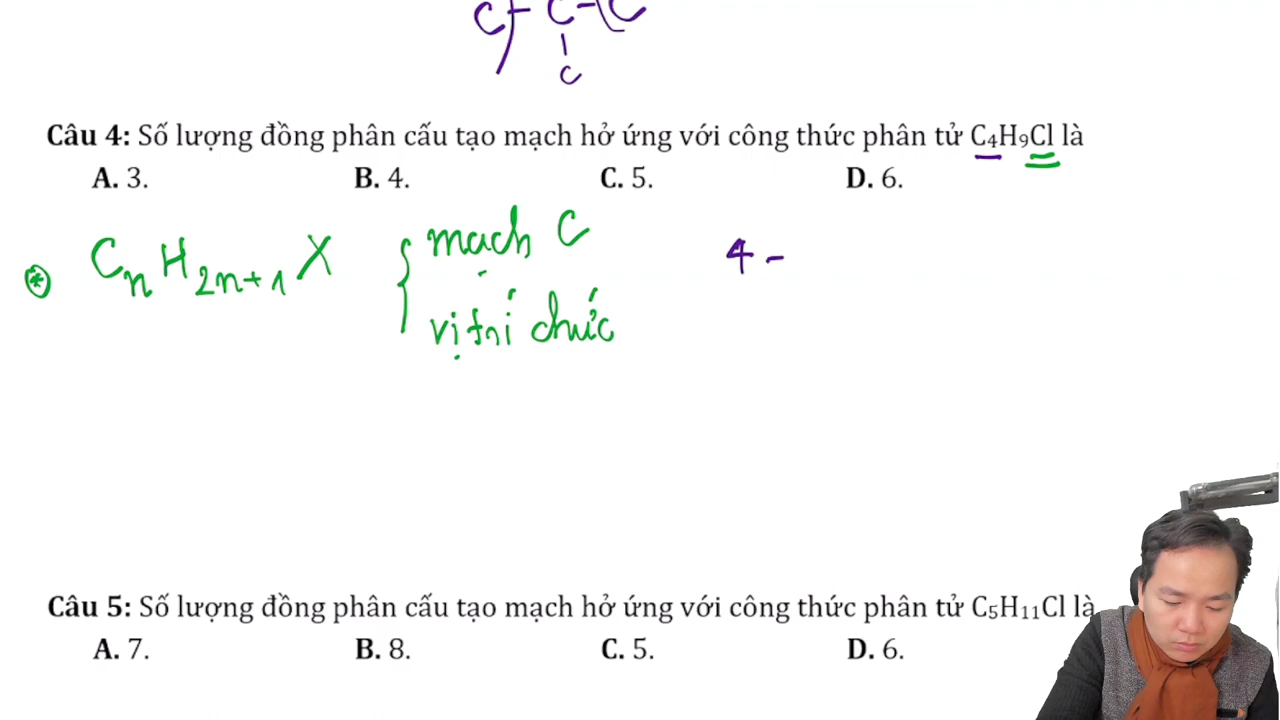 C - C - C
C
Câu 4: Số lượng đồng phân cấu tạo mạch hở ứng với công thức phân tử C₄H₉Cl là
A. 3. B. 4. C. 5. D. 6.
* CnH2n+1X { mạch C
vị trí chức
4 -
Câu 5: Số lượng đồng phân cấu tạo mạch hở ứng với công thức phân tử C₅H₁₁Cl là
A. 7. B. 8. C. 5. D. 6.